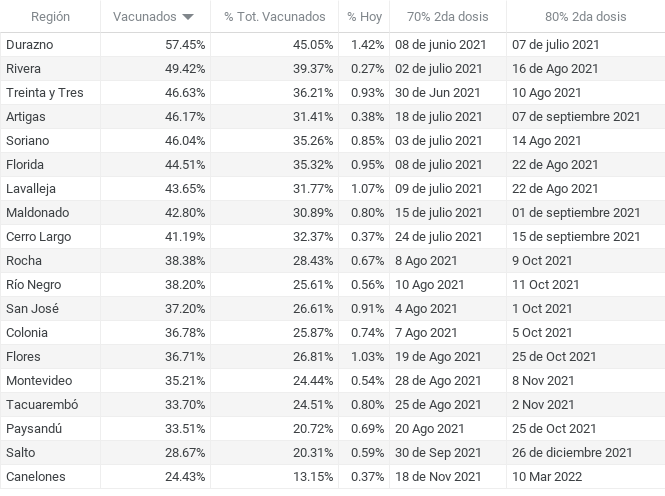 Región Vacunados % Tot. Vacunados % Hoy 70% 2da dosis 80% 2da dosis
Durazno 57.45% 45.05% 1.42% 08 de junio 2021 07 de julio 2021
Rivera 49.42% 39.37% 0.27% 02 de julio 2021 16 de Ago 2021
Treinta y Tres 46.63% 36.21% 0.93% 30 de Jun 2021 10 Ago 2021
Artigas 46.17% 31.41% 0.38% 18 de julio 2021 07 de septiembre 2021
Soriano 46.04% 35.26% 0.85% 03 de julio 2021 14 Ago 2021
Florida 44.51% 35.32% 0.95% 08 de julio 2021 22 de Ago 2021
Lavalleja 43.65% 31.77% 1.07% 09 de julio 2021 22 de Ago 2021
Maldonado 42.80% 30.89% 0.80% 15 de julio 2021 01 de septiembre 2021
Cerro Largo 41.19% 32.37% 0.37% 24 de julio 2021 15 de septiembre 2021
Rocha 38.38% 28.43% 0.67% 8 Ago 2021 9 Oct 2021
Río Negro 38.20% 25.61% 0.56% 10 Ago 2021 11 Oct 2021
San José 37.20% 26.61% 0.91% 4 Ago 2021 1 Oct 2021
Colonia 36.78% 25.87% 0.74% 7 Ago 2021 5 Oct 2021
Flores 36.71% 26.81% 1.03% 19 de Ago 2021 25 de Oct 2021
Montevideo 35.21% 24.44% 0.54% 28 de Ago 2021 8 Nov 2021
Tacuarembó 33.70% 24.51% 0.80% 25 de Ago 2021 2 Nov 2021
Paysandú 33.51% 20.72% 0.69% 20 Ago 2021 25 de Oct 2021
Salto 28.67% 20.31% 0.59% 30 de Sep 2021 26 de diciembre 2021
Canelones 24.43% 13.15% 0.37% 18 de Nov 2021 10 Mar 2022